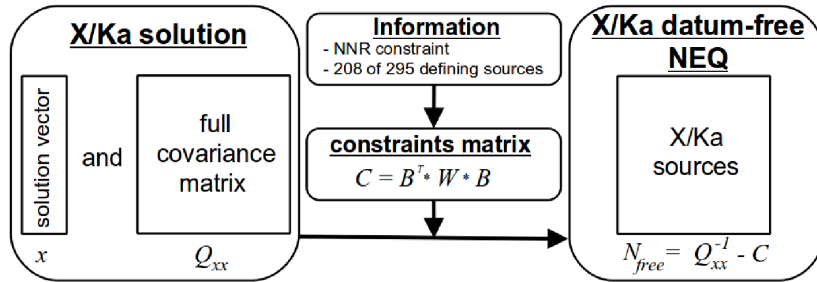 X/Ka solution
solution vector
and
full
covariance
matrix
x
Q_xx
Information
- NNR constraint
- 208 of 295 defining sources
constraints matrix
C = B^T * W * B
X/Ka datum-free
NEQ
X/Ka
sources
N_free = Q_xx^-1 - C